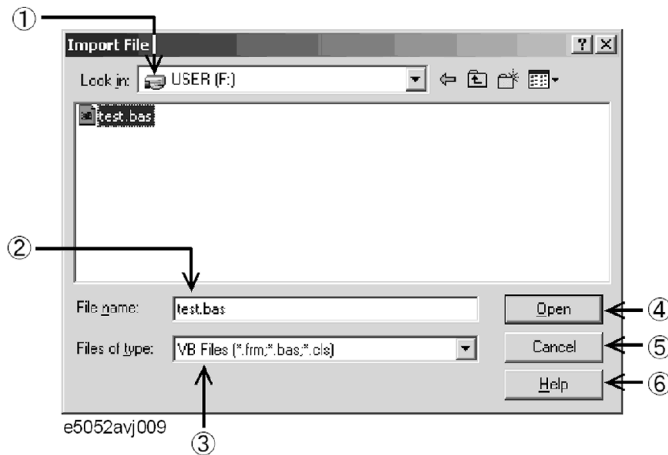 ①
Import File
Look in: USER (F:)
test.bas
②
File name: test.bas
Open ④
Files of type: VB Files (*.frm;*.bas;*.cls)
Cancel ⑤
Help ⑥
e5052avj009
③